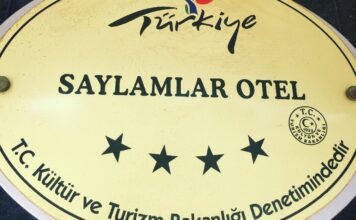 Türkiye
SAYLAMLAR OTEL
T.C.
T.C. Kültür ve Turizm Bakanlığı Denetimindedir